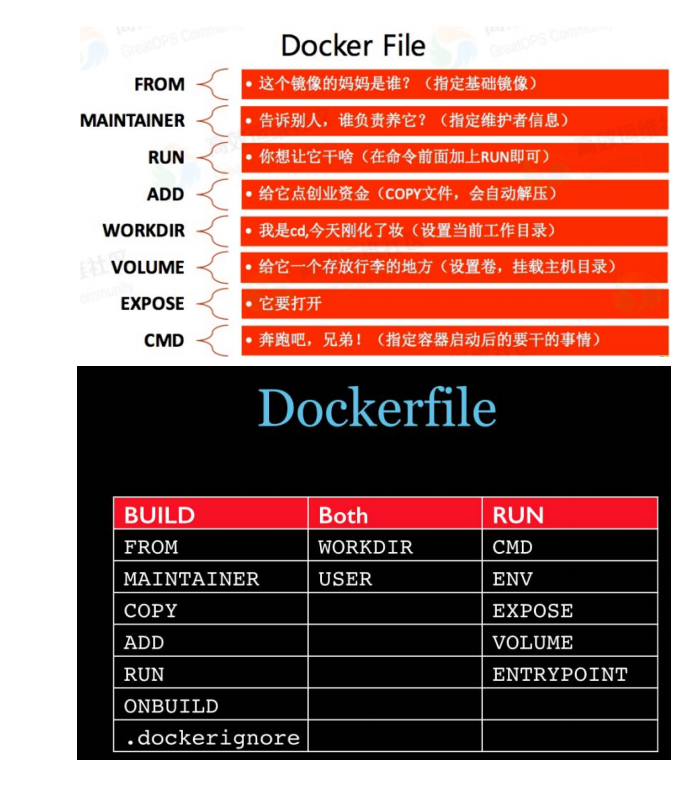 GreatOPS Community
GreatOPS Community
Docker File
FROM • 这个镜像的妈妈是谁？（指定基础镜像）
MAINTAINER • 告诉别人，谁负责养它？（指定维护者信息）
RUN • 你想让它干啥（在命令前面加上RUN即可）
ADD • 给它点创业资金（COPY文件，会自动解压）
WORKDIR • 我是cd,今天刚化了妆（设置当前工作目录）
VOLUME • 给它一个存放行李的地方（设置卷，挂载主机目录）
EXPOSE • 它要打开
CMD • 奔跑吧，兄弟！（指定容器启动后的要干的事情）
Dockerfile
BUILD Both RUN
FROM WORKDIR CMD
MAINTAINER USER ENV
COPY EXPOSE
ADD VOLUME
RUN ENTRYPOINT
ONBUILD
.dockerignore